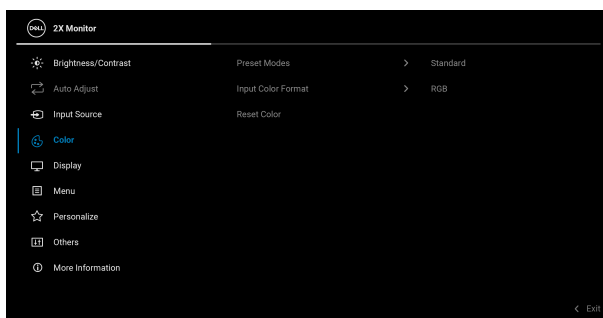 DELL 2X Monitor
Brightness/Contrast Preset Modes > Standard
Auto Adjust Input Color Format > RGB
Input Source Reset Color
Color
Display
Menu
Personalize
Others
More Information
< Exit